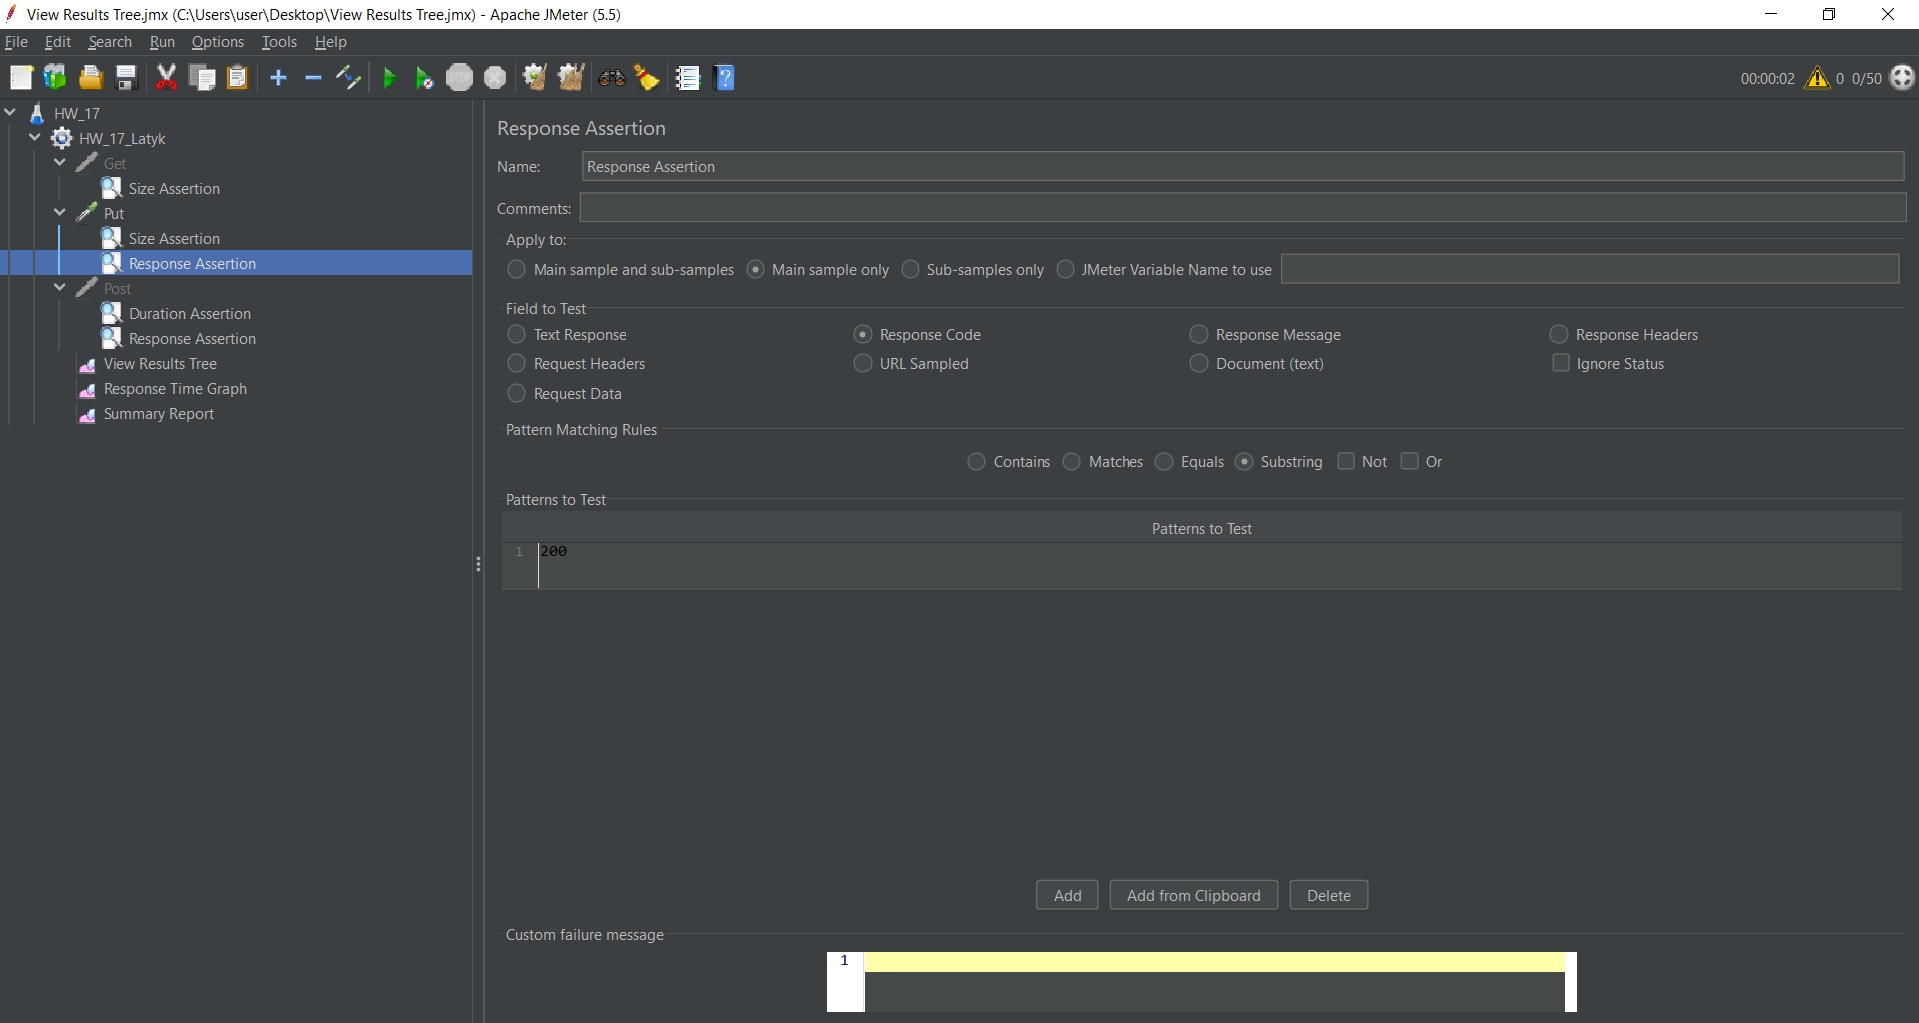 View Results Tree.jmx (C:\Users\user\Desktop\View Results Tree.jmx) - Apache JMeter (5.5)
File Edit Search Run Options Tools Help
STOP
00:00:02 0 0/50
HW_17
HW_17_Latyk
Get
Size Assertion
Put
Size Assertion
Response Assertion
Post
Duration Assertion
Response Assertion
View Results Tree
Response Time Graph
Summary Report
Response Assertion
Name: Response Assertion
Comments:
Apply to:
Main sample and sub-samples Main sample only Sub-samples only JMeter Variable Name to use
Field to Test
Text Response Response Code Response Message Response Headers
Request Headers URL Sampled Document (text) Ignore Status
Request Data
Pattern Matching Rules
Contains Matches Equals Substring Not Or
Patterns to Test
Patterns to Test
1 200
Add Add from Clipboard Delete
Custom failure message
1